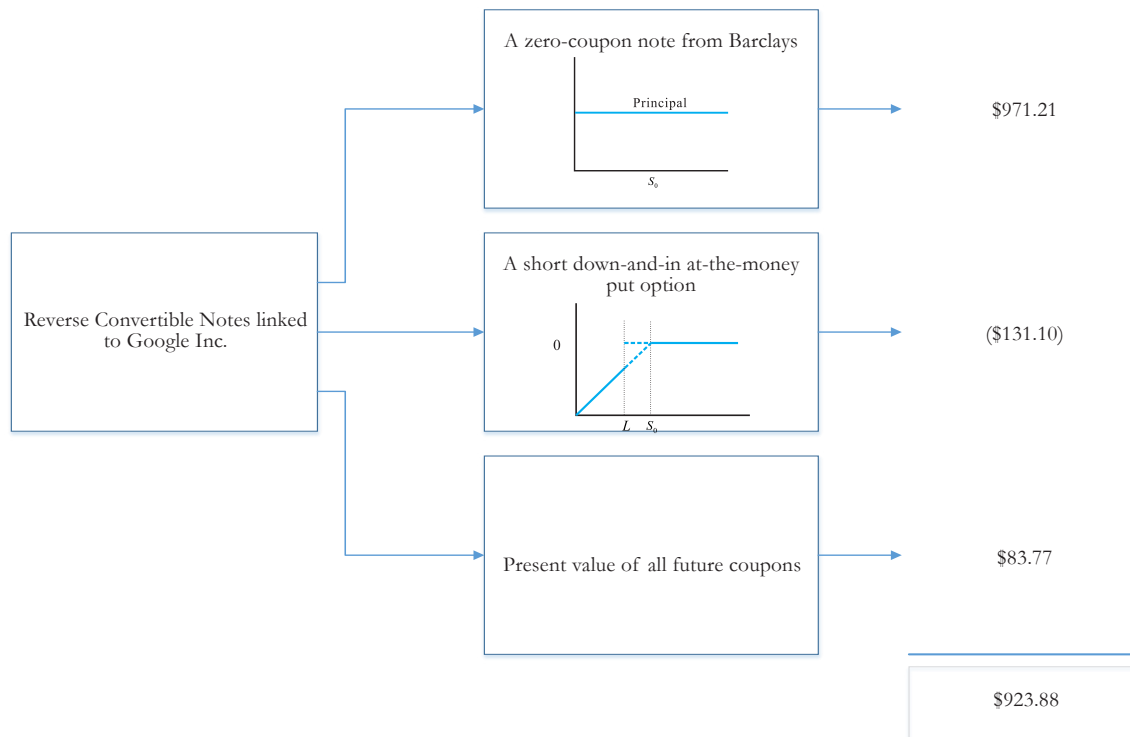 A zero-coupon note from Barclays
Principal
S₀
$971.21
Reverse Convertible Notes linked
to Google Inc.
A short down-and-in at-the-money
put option
0
L S₀
($131.10)
Present value of all future coupons
$83.77
$923.88